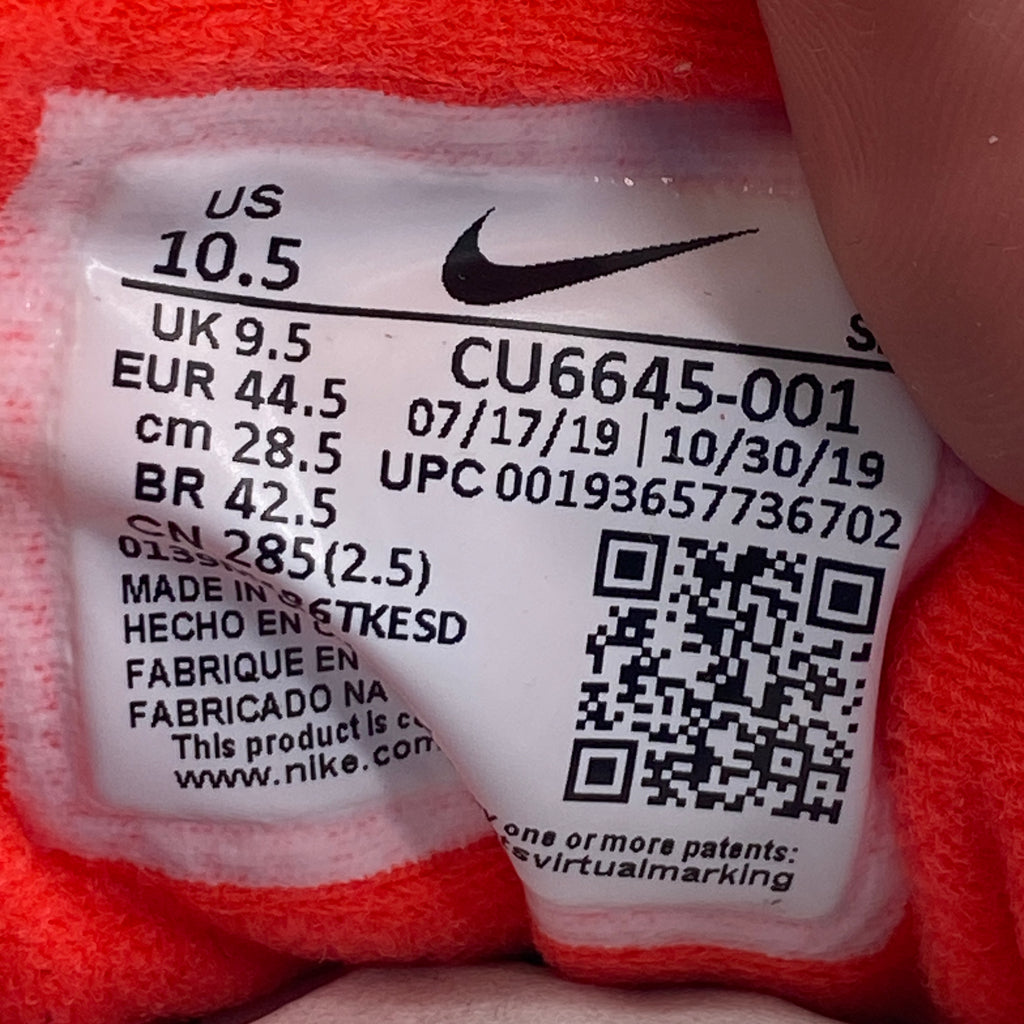 US
10.5
UK 9.5
EUR 44.5
cm 28.5
BR 42.5
CN 285(2.5)
MADE IN
HECHO EN
FABRIQUE EN
FABRICADO NA
This product is
www.nike.com
CU6645-001
07/17/19 | 10/30/19
UPC 00193657736702
one or more patents: